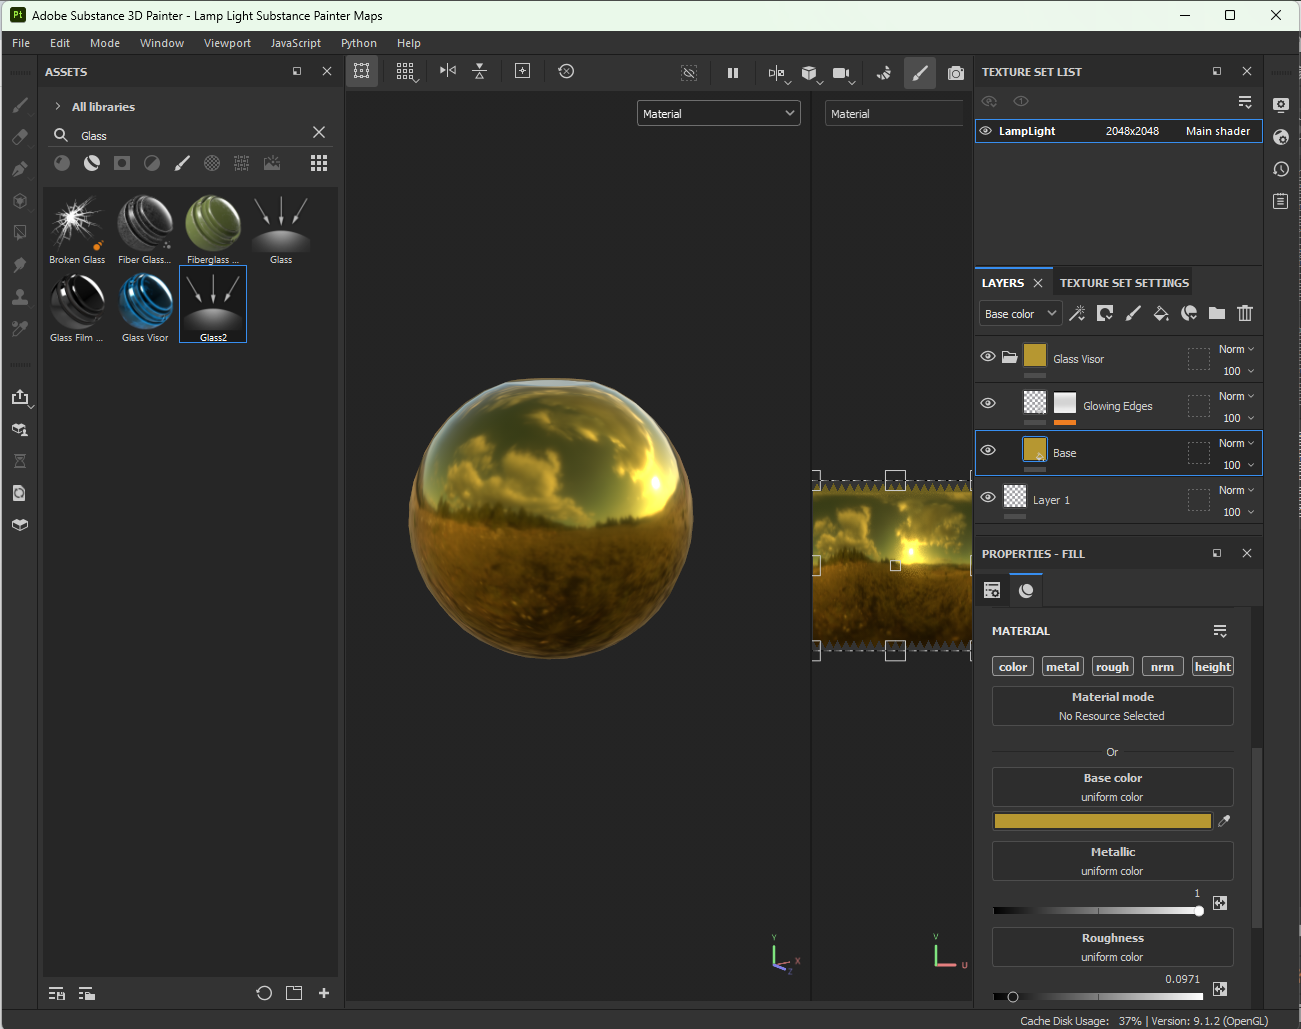 Pt Adobe Substance 3D Painter - Lamp Light Substance Painter Maps
File Edit Mode Window Viewport JavaScript Python Help
ASSETS
All libraries
Glass
Broken Glass Fiber Glass... Fiberglass ... Glass
Glass Film ... Glass Visor Glass2
Material
Material
Y
X
Z
V
U
TEXTURE SET LIST
LampLight 2048x2048 Main shader
LAYERS TEXTURE SET SETTINGS
Base color
Glass Visor Norm
100
Glowing Edges Norm
100
Base Norm
100
Layer 1 Norm
100
PROPERTIES - FILL
MATERIAL
color metal rough nrm height
Material mode
No Resource Selected
Or
Base color
uniform color
Metallic
uniform color
1
Roughness
uniform color
0.0971
Cache Disk Usage: 37% | Version: 9.1.2 (OpenGL)